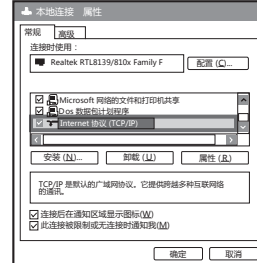 本地连接 属性
常规 高级
连接时使用:
Realtek RTL8139/810x Family F 配置 (C)...
Microsoft 网络的文件和打印机共享
Dos 数据包计划程序
Internet 协议 (TCP/IP)
安装 (N)... 卸载 (U) 属性 (R)
TCP/IP 是默认的广域网协议。它提供跨越多种互联网络
的通讯。
连接后在通知区域显示图标(W)
此连接被限制或无连接时通知我(M)
确定 取消